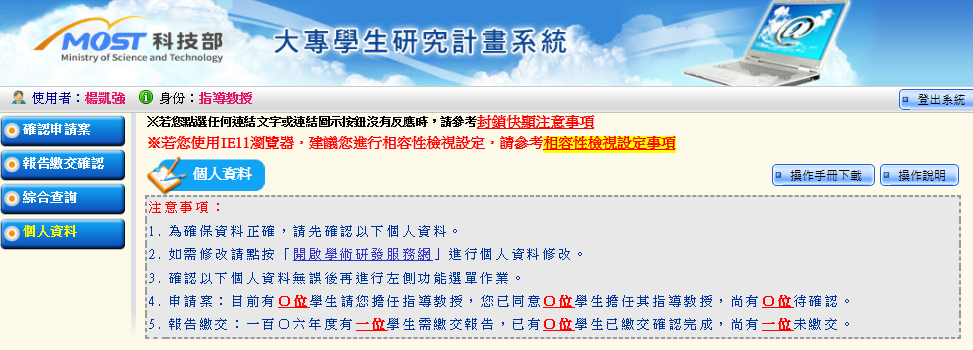 MOST 科技部
Ministry of Science and Technology
大專學生研究計畫系統
使用者：楊凱強 身份：指導教授
登出系統
確認申請案
報告繳交確認
綜合查詢
個人資料
※若您點選任何連結文字或連結圖示按鈕沒有反應時，請參考封鎖快顯注意事項
※若您使用IE11瀏覽器，建議您進行相容性檢視設定，請參考相容性檢視設定事項
個人資料
操作手冊下載
操作說明
注意事項：
1. 為確保資料正確，請先確認以下個人資料。
2. 如需修改請點按「開啟學術研發服務網」進行個人資料修改。
3. 確認以下個人資料無誤後再進行左側功能選單作業。
4. 申請案：目前有〇位學生請您擔任指導教授，您已同意〇位學生擔任其指導教授，尚有〇位待確認。
5. 報告繳交：一百〇六年度有一位學生需繳交報告，已有〇位學生已繳交確認完成，尚有一位未繳交。